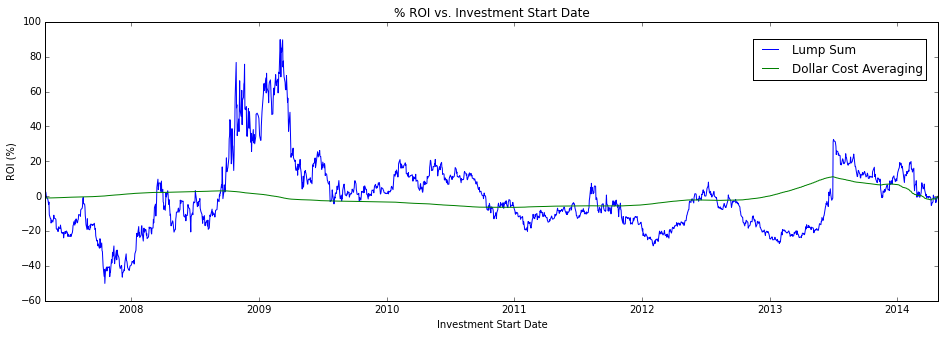 % ROI vs. Investment Start Date
100
80
60
40
20
0
−20
−40
−60
ROI (%)
Lump Sum
Dollar Cost Averaging
2008 2009 2010 2011 2012 2013 2014
Investment Start Date